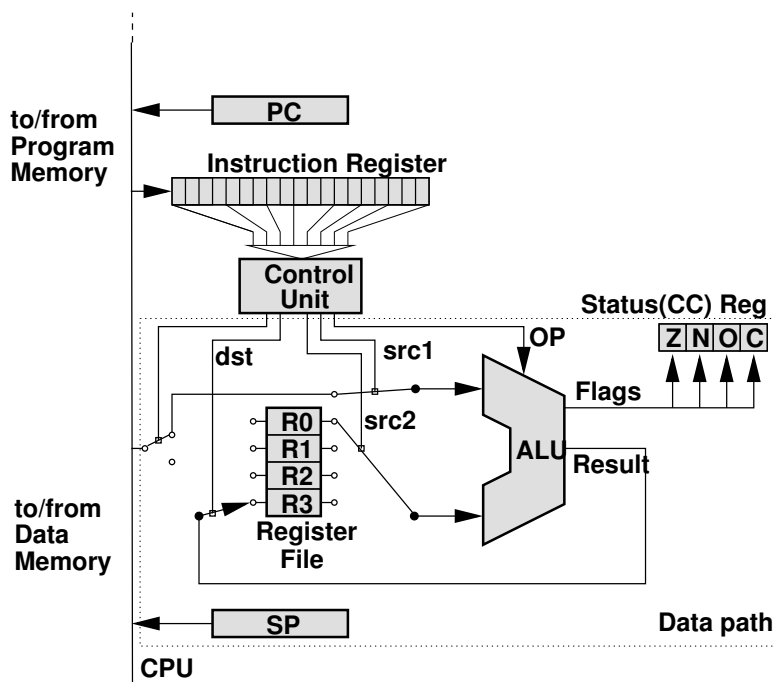 PC
to/from
Program
Memory
Instruction Register
Control
Unit
Status(CC) Reg
Z N O C
OP
dst
src1
src2
Flags
R0
R1
R2
R3
ALU
Result
Register
File
to/from
Data
Memory
SP
Data path
CPU